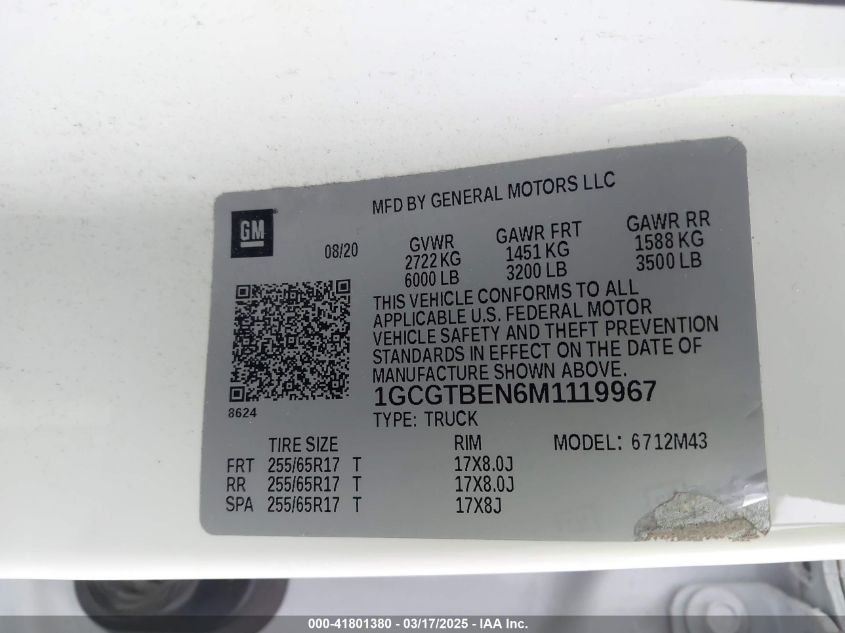 MFD BY GENERAL MOTORS LLC
GM
08/20
GVWR GAWR FRT GAWR RR
2722 KG 1451 KG 1588 KG
6000 LB 3200 LB 3500 LB
THIS VEHICLE CONFORMS TO ALL
APPLICABLE U.S. FEDERAL MOTOR
VEHICLE SAFETY AND THEFT PREVENTION
STANDARDS IN EFFECT ON THE DATE OF
MANUFACTURE SHOWN ABOVE.
1GCGTBEN6M1119967
8624
TYPE: TRUCK
TIRE SIZE RIM MODEL: 6712M43
FRT 255/65R17 T 17X8.0J
RR 255/65R17 T 17X8.0J
SPA 255/65R17 T 17X8J
000-41801380 - 03/17/2025 - IAA Inc.